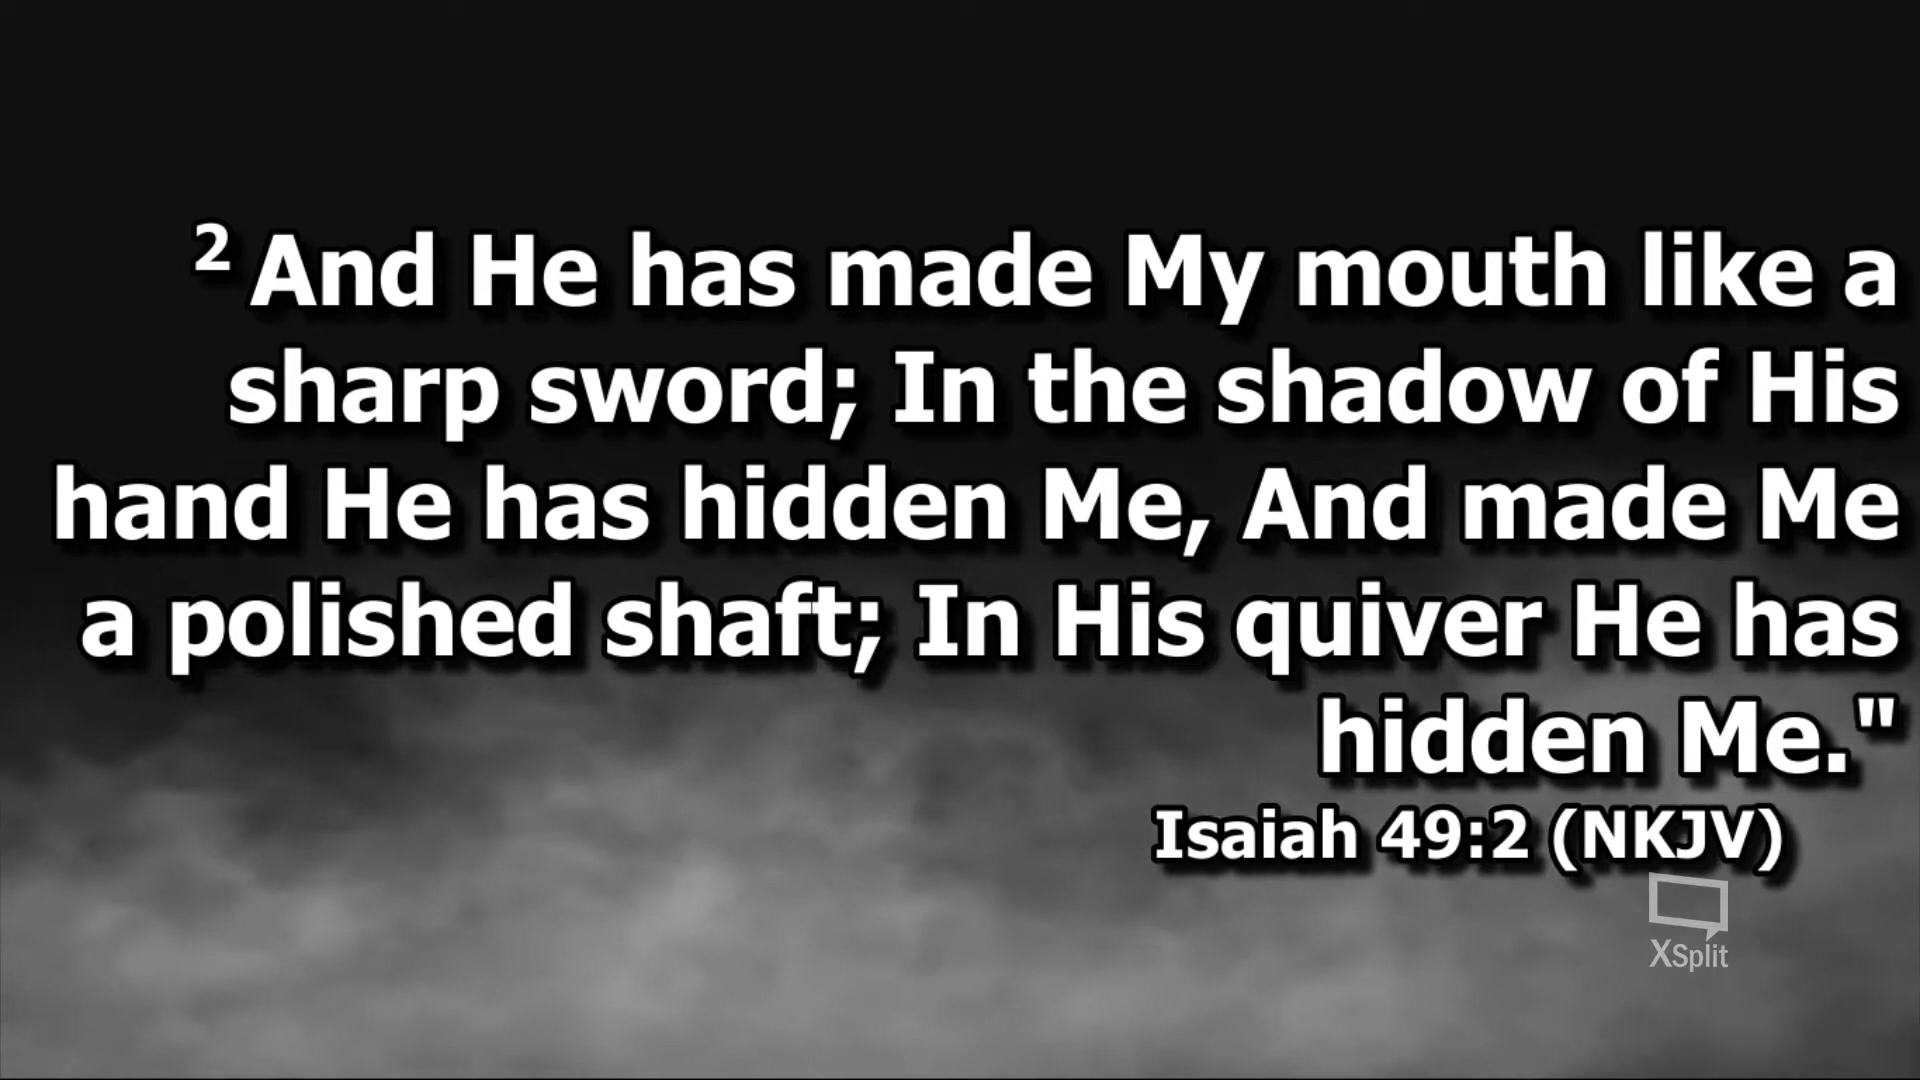 2 And He has made My mouth like a
sharp sword; In the shadow of His
hand He has hidden Me, And made Me
a polished shaft; In His quiver He has
hidden Me."
Isaiah 49:2 (NKJV)
XSplit